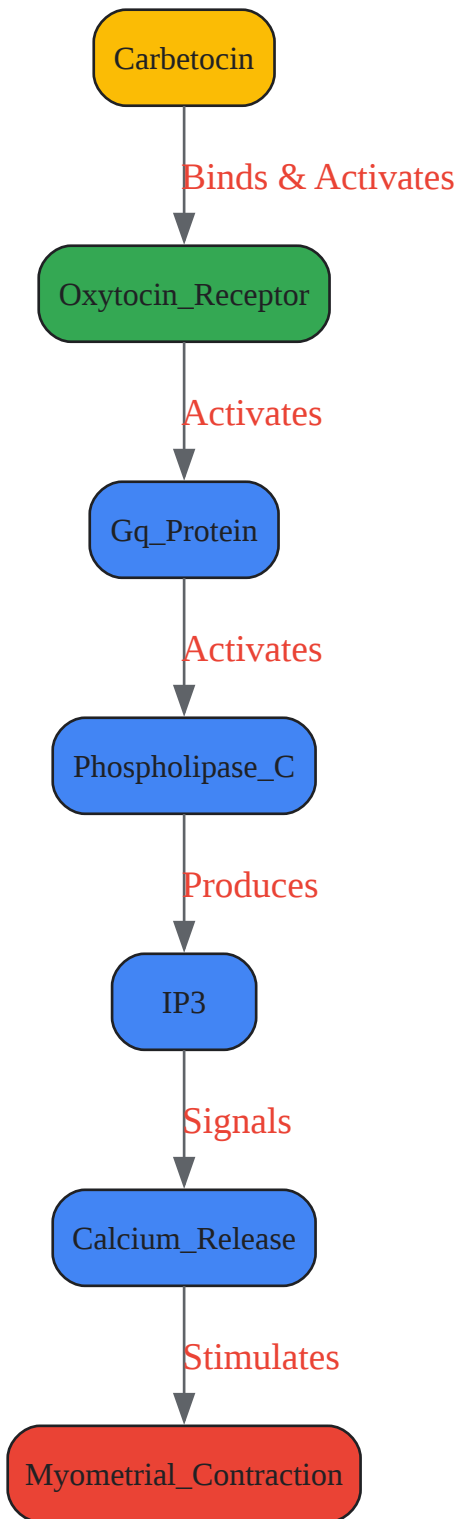 Carbetocin
Binds & Activates
Oxytocin_Receptor
Activates
Gq_Protein
Activates
Phospholipase_C
Produces
IP3
Signals
Calcium_Release
Stimulates
Myometrial_Contraction